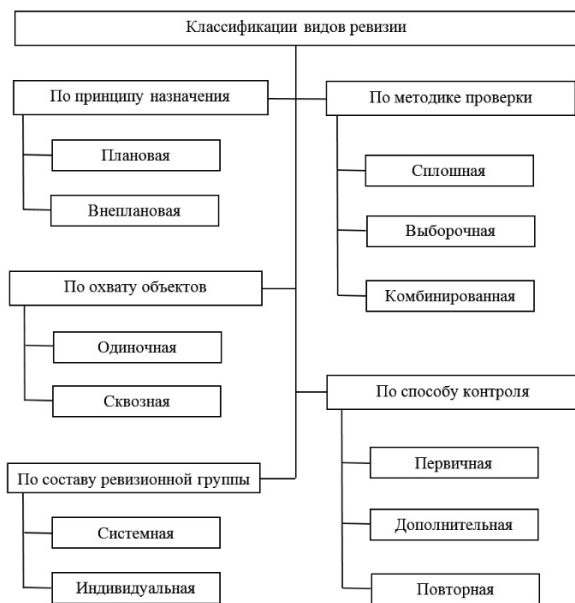 Классификации видов ревизии
По принципу назначения
Плановая
Внеплановая
По охвату объектов
Одиночная
Сквозная
По составу ревизионной группы
Системная
Индивидуальная
По методике проверки
Сплошная
Выборочная
Комбинированная
По способу контроля
Первичная
Дополнительная
Повторная